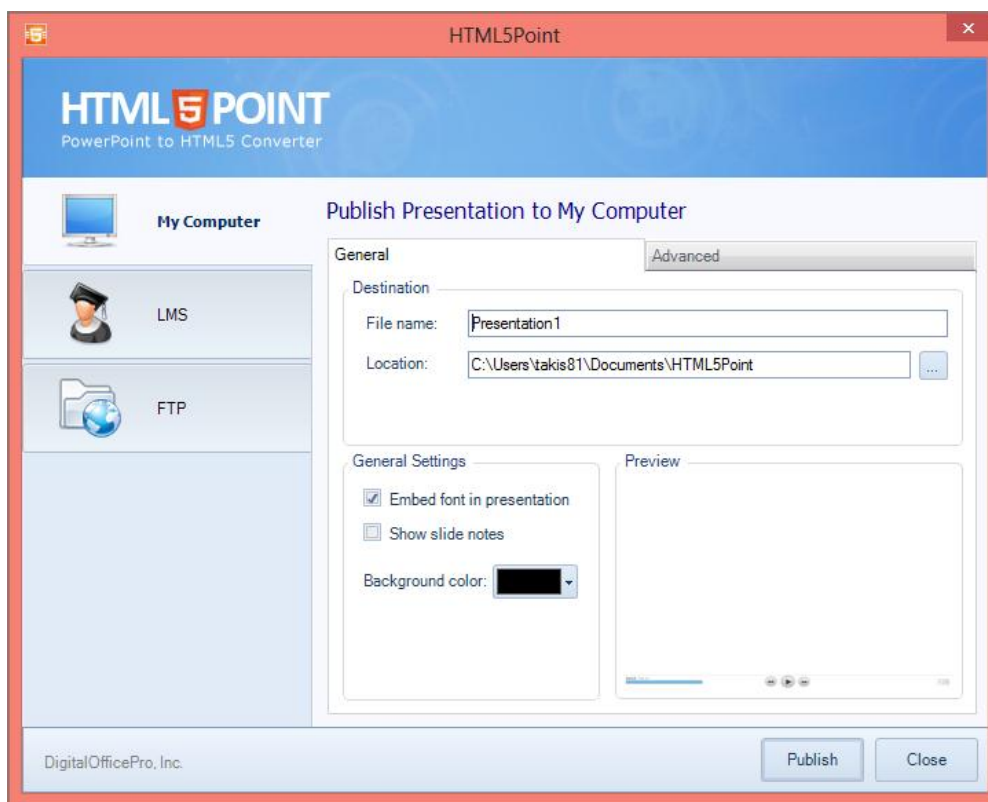 HTML5Point
HTML5 POINT
PowerPoint to HTML5 Converter
My Computer
LMS
FTP
Publish Presentation to My Computer
General
Advanced
Destination
File name:
Presentation1
Location:
C:\Users\takis81\Documents\HTML5Point
...
General Settings
Embed font in presentation
Show slide notes
Background color:
Preview
DigitalOfficePro, Inc.
Publish
Close